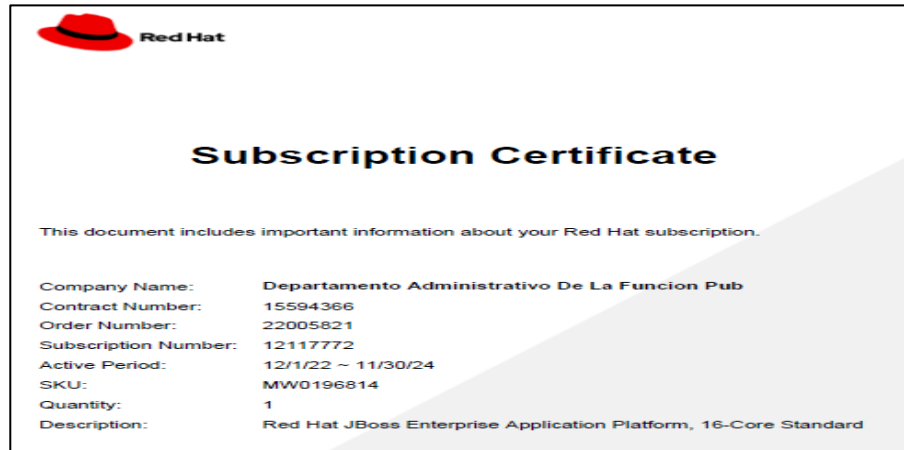 Red Hat
Subscription Certificate
This document includes important information about your Red Hat subscription.
Company Name: Departamento Administrativo De La Funcion Pub
Contract Number: 15594366
Order Number: 22005821
Subscription Number: 12117772
Active Period: 12/1/22 ~ 11/30/24
SKU: MW0196814
Quantity: 1
Description: Red Hat JBoss Enterprise Application Platform, 16-Core Standard